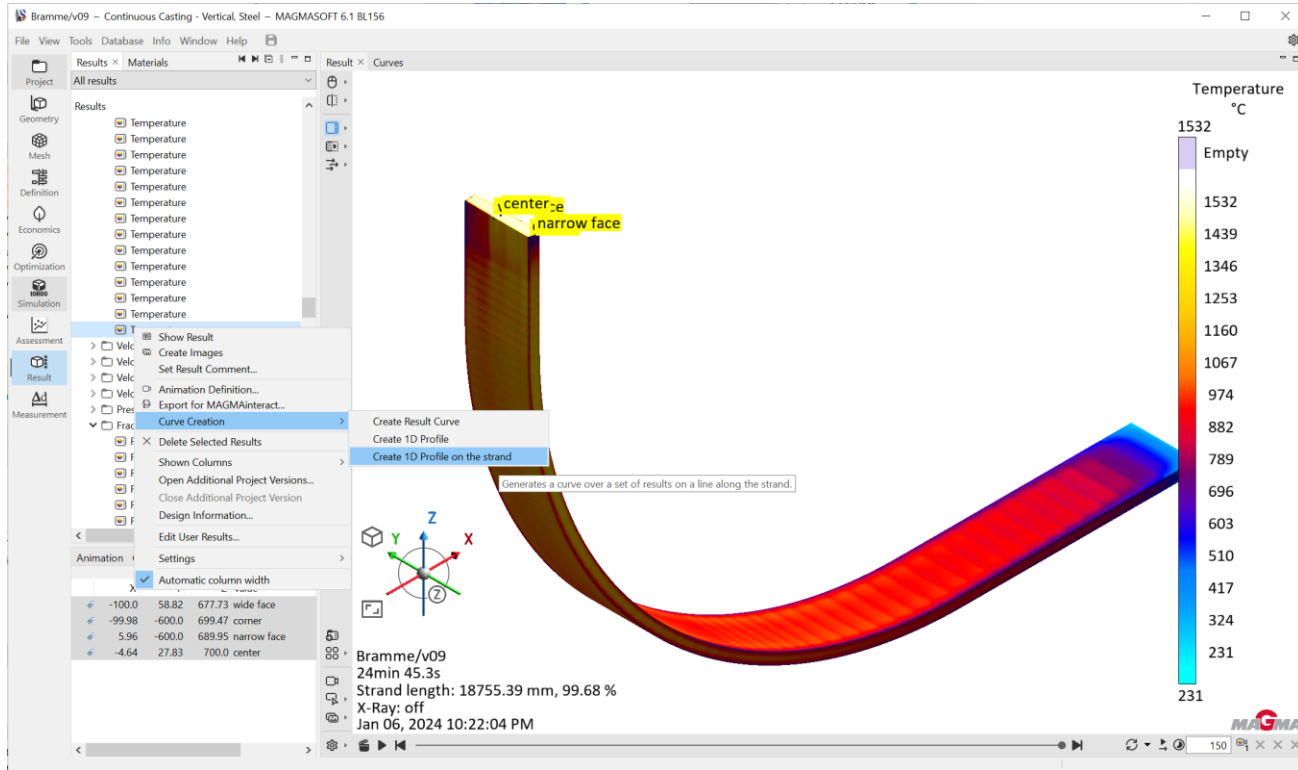 Bramme/v09 – Continuous Casting - Vertical, Steel – MAGMASOFT 6.1 BL156
File View Tools Database Info Window Help
Project
Geometry
Mesh
Definition
Economics
Optimization
Simulation
Assessment
Result
Measurement
Results Materials
All results
Results
Temperature
Temperature
Temperature
Temperature
Temperature
Temperature
Temperature
Temperature
Temperature
Temperature
Temperature
Temperature
Temperature
Show Result
Create Images
Set Result Comment...
Animation Definition...
Export for MAGMAinteract...
Curve Creation
Delete Selected Results
Shown Columns
Open Additional Project Versions...
Close Additional Project Version
Design Information...
Edit User Results...
Settings
Automatic column width
Create Result Curve
Create 1D Profile
Create 1D Profile on the strand
Generates a curve over a set of results on a line along the strand.
Animation
-100.0 58.82 677.73 wide face
-99.98 -600.0 699.47 corner
5.96 -600.0 689.95 narrow face
-4.64 27.83 700.0 center
Result Curves
center
narrow face
Z
Y X
Z
Bramme/v09
24min 45.3s
Strand length: 18755.39 mm, 99.68 %
X-Ray: off
Jan 06, 2024 10:22:04 PM
Temperature
°C
1532
Empty
1532
1439
1346
1253
1160
1067
974
882
789
696
603
510
417
324
231
231
MAGMA
150